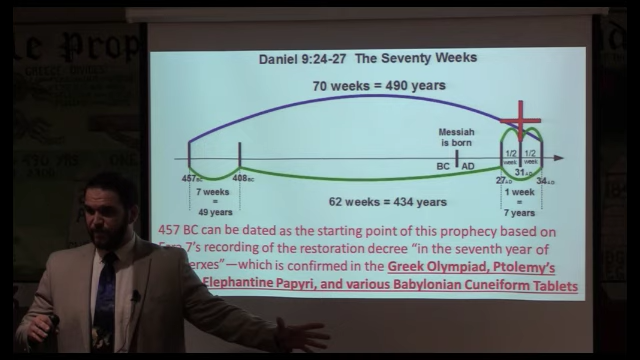 Daniel 9:24-27 The Seventy Weeks
70 weeks = 490 years
Messiah
is born
1/2 1/2
week week
BC AD
457BC 408BC 27AD 31AD 34AD
7 weeks
=
49 years
62 weeks = 434 years
1 week
=
7 years
457 BC can be dated as the starting point of this prophecy based on
7's recording of the restoration decree "in the seventh year of
"—which is confirmed in the Greek Olympiad, Ptolemy's
Elephantine Papyri, and various Babylonian Cuneiform Tablets